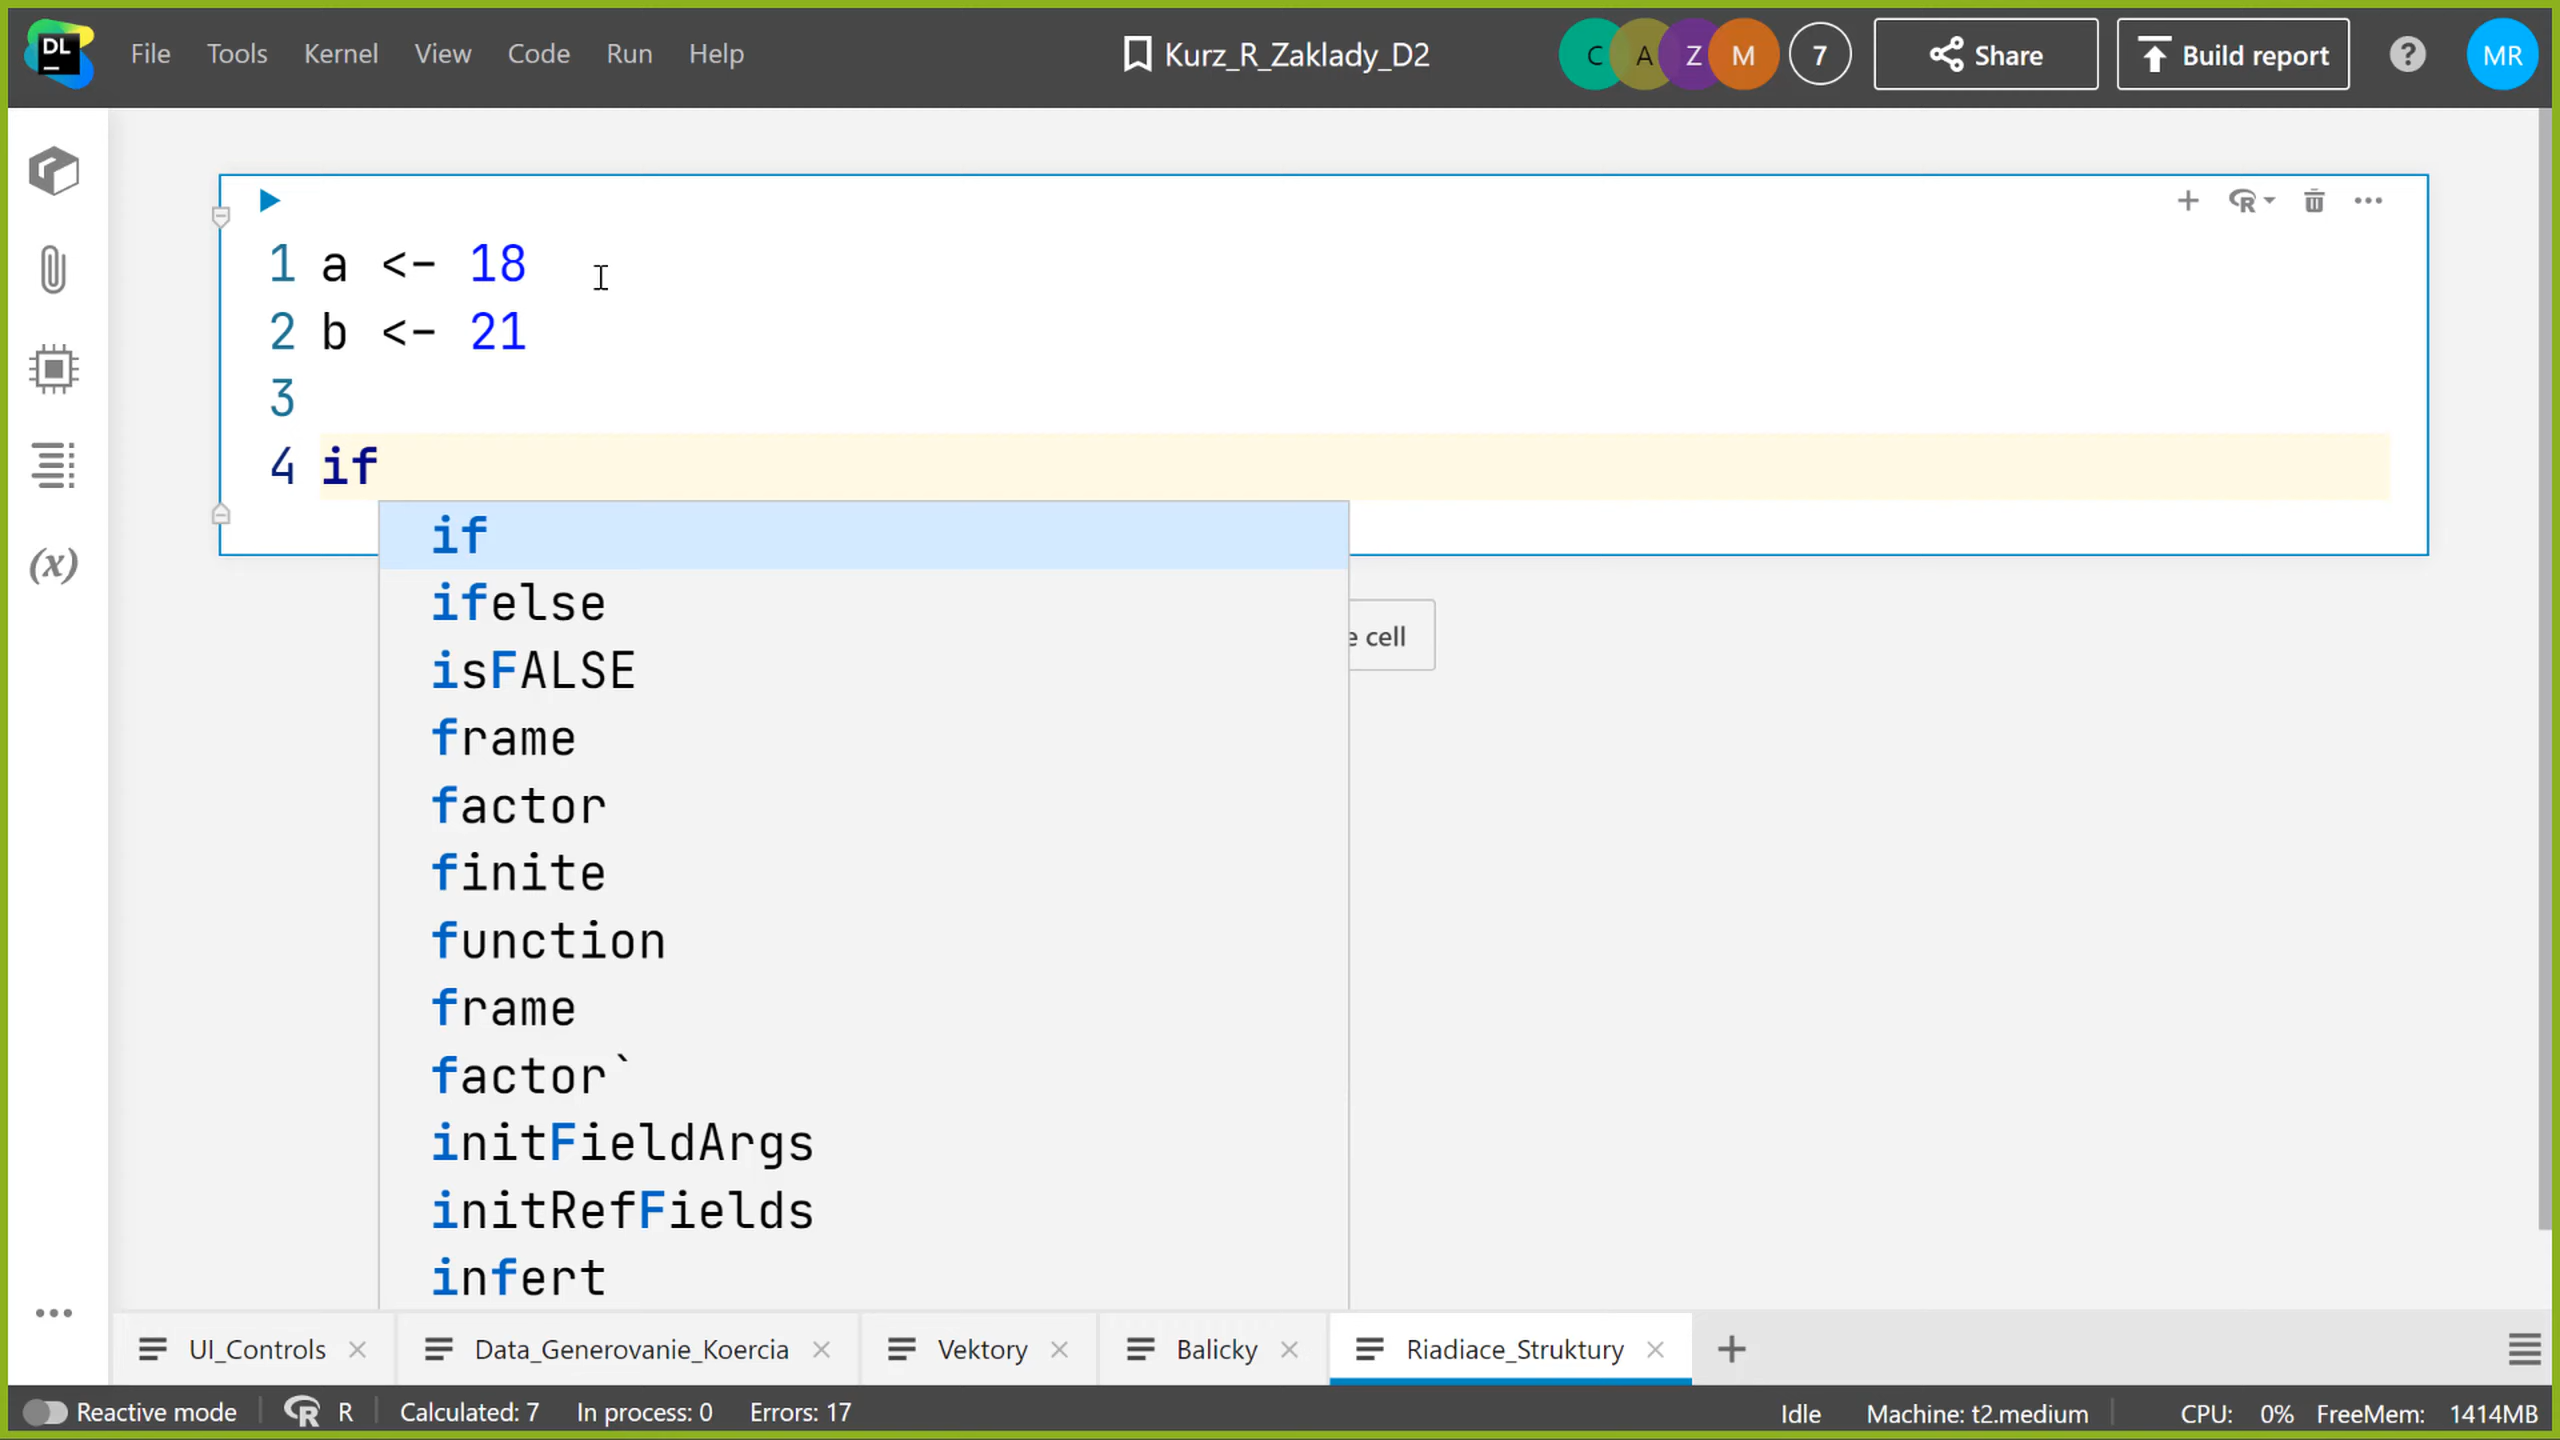 DL File Tools Kernel View Code Run Help Kurz_R_Zaklady_D2 C A Z M 7 Share Build report ? MR
1 a <- 18
2 b <- 21
3
4 if
if
ifelse
e cell
isFALSE
frame
factor
finite
function
frame
factor`
initFieldArgs
initRefFields
infert
(x)
UI_Controls Data_Generovanie_Koercia Vektory Balicky Riadiace_Struktury
Reactive mode R R Calculated: 7 In process: 0 Errors: 17 Idle Machine: t2.medium CPU: 0% FreeMem: 1414MB